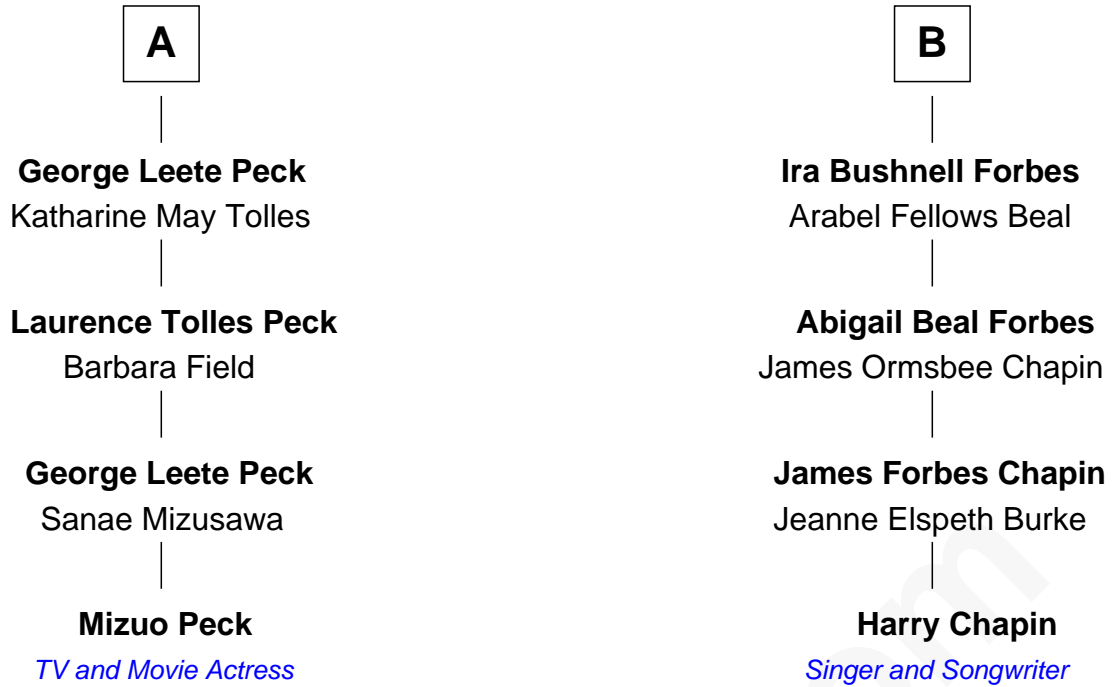 A
George Leete Peck
Katharine May Tolles
Laurence Tolles Peck
Barbara Field
George Leete Peck
Sanae Mizusawa
Mizuo Peck
TV and Movie Actress
B
Ira Bushnell Forbes
Arabel Fellows Beal
Abigail Beal Forbes
James Ormsbee Chapin
James Forbes Chapin
Jeanne Elspeth Burke
Harry Chapin
Singer and Songwriter